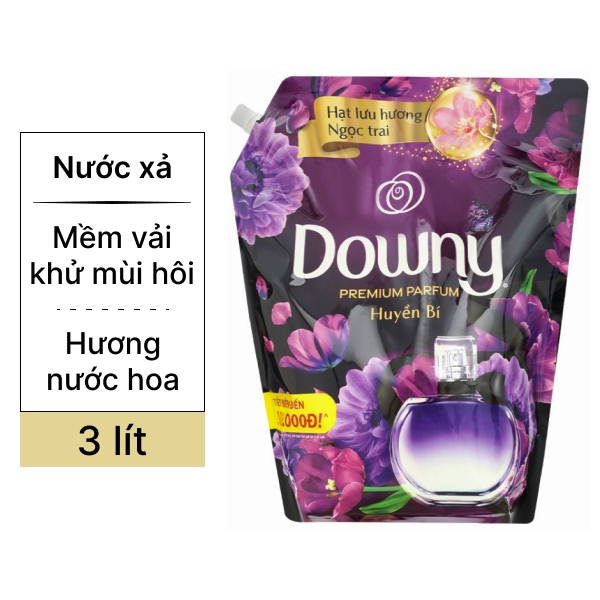 Nước xả
Mềm vải
khử mùi hôi
Hương
nước hoa
3 lít
Hạt lưu hương
Ngọc trai
Downy
PREMIUM PARFUM
Huyền Bí